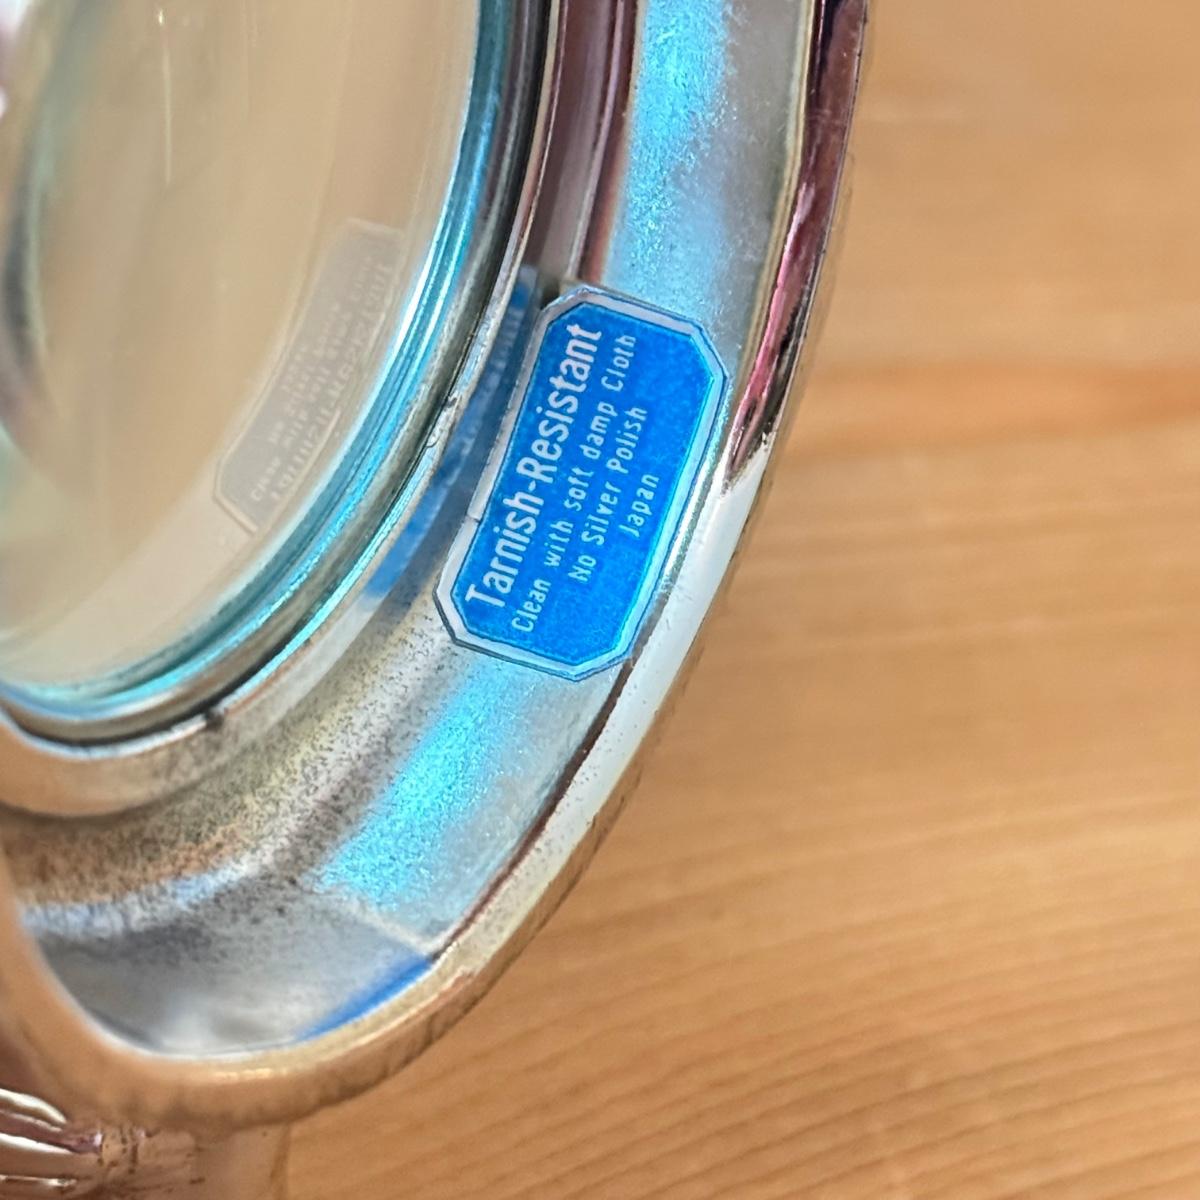 Tarnish-Resistant
Clean with soft damp Cloth
No Silver Polish
Japan